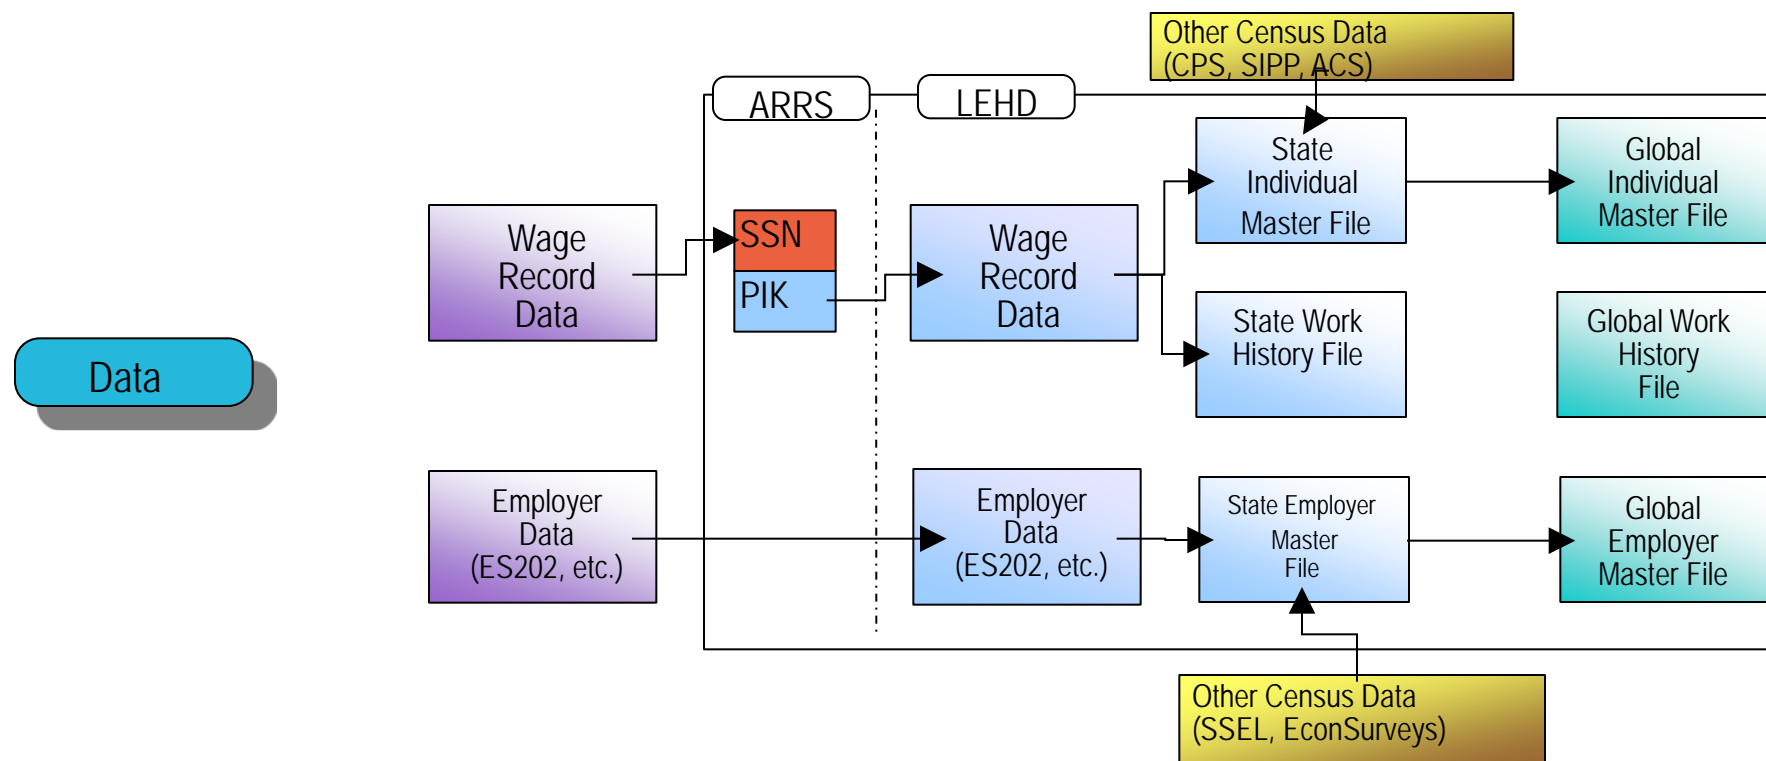 Other Census Data
(CPS, SIPP, ACS)
ARRS
LEHD
State
Individual
Master File
Global
Individual
Master File
Wage
Record
Data
SSN
PIK
Wage
Record
Data
State Work
History File
Global Work
History
File
Data
Employer
Data
(ES202, etc.)
Employer
Data
(ES202, etc.)
State Employer
Master
File
Global
Employer
Master File
Other Census Data
(SSEL, EconSurveys)